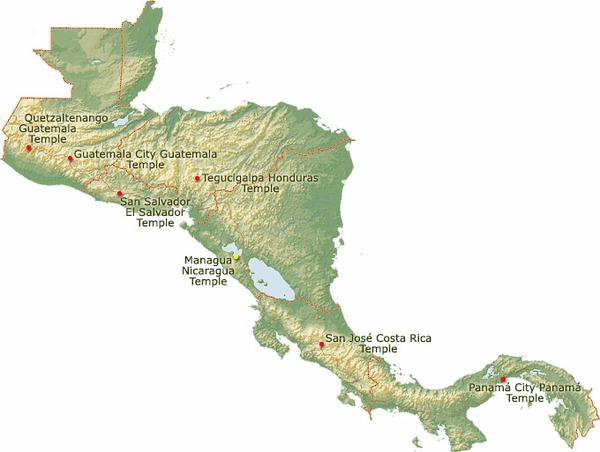 Quetzaltenango
Guatemala
Temple
Guatemala City Guatemala
Temple
Tegucigalpa Honduras
Temple
San Salvador
El Salvador
Temple
Managua
Nicaragua
Temple
San José Costa Rica
Temple
Panamá City Panamá
Temple